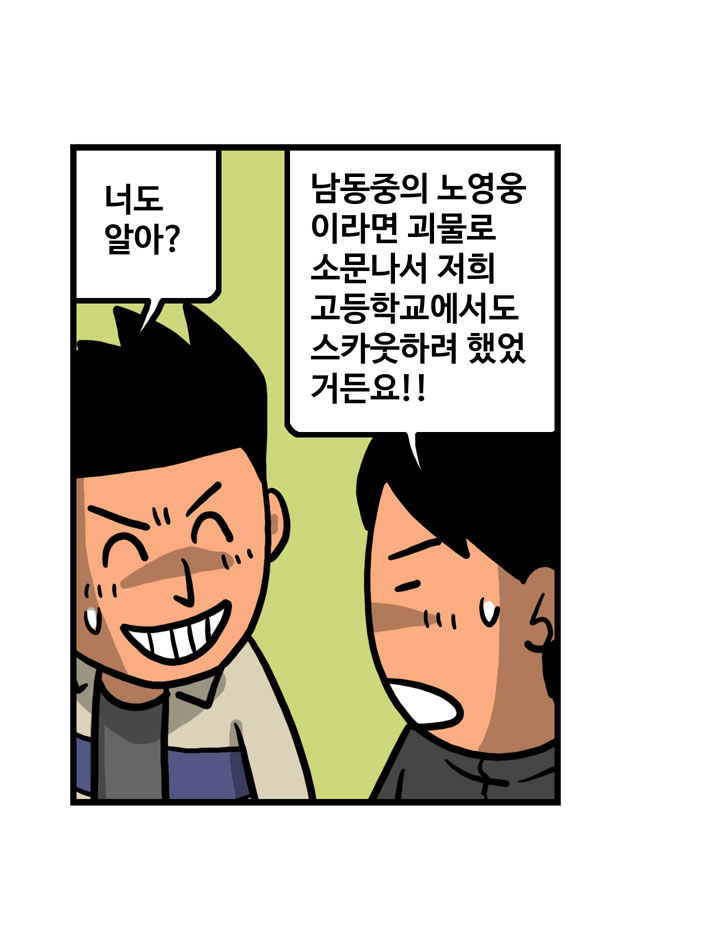 너도
알아?
남동중의 노영웅
이라면 괴물로
소문나서 저희
고등학교에서도
스카웃하려 했었
거든요!!